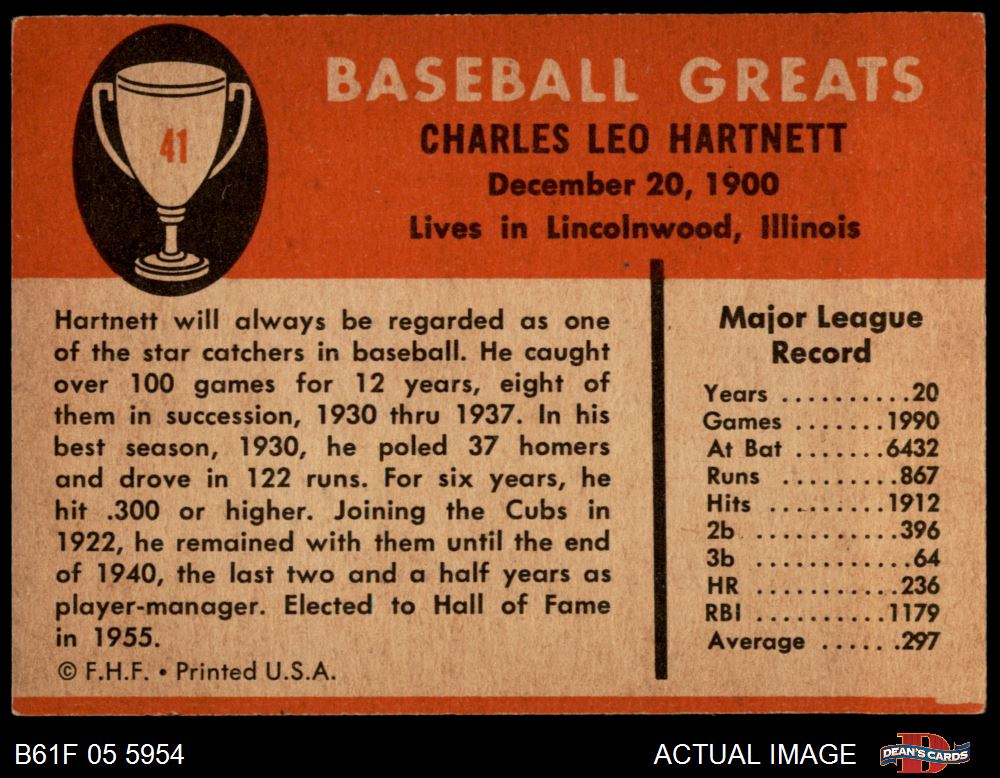 41
BASEBALL GREATS
CHARLES LEO HARTNETT
December 20, 1900
Lives in Lincolnwood, Illinois
Hartnett will always be regarded as one
of the star catchers in baseball. He caught
over 100 games for 12 years, eight of
them in succession, 1930 thru 1937. In his
best season, 1930, he poled 37 homers
and drove in 122 runs. For six years, he
hit .300 or higher. Joining the Cubs in
1922, he remained with them until the end
of 1940, the last two and a half years as
player-manager. Elected to Hall of Fame
in 1955.
© F.H.F. • Printed U.S.A.
Major League
Record
Years ..........20
Games .......1990
At Bat .......6432
Runs .........867
Hits .........1912
2b ...........396
3b ............64
HR ...........236
RBI ..........1179
Average ......297
B61F 05 5954
ACTUAL IMAGE
D
DEAN'S CARDS